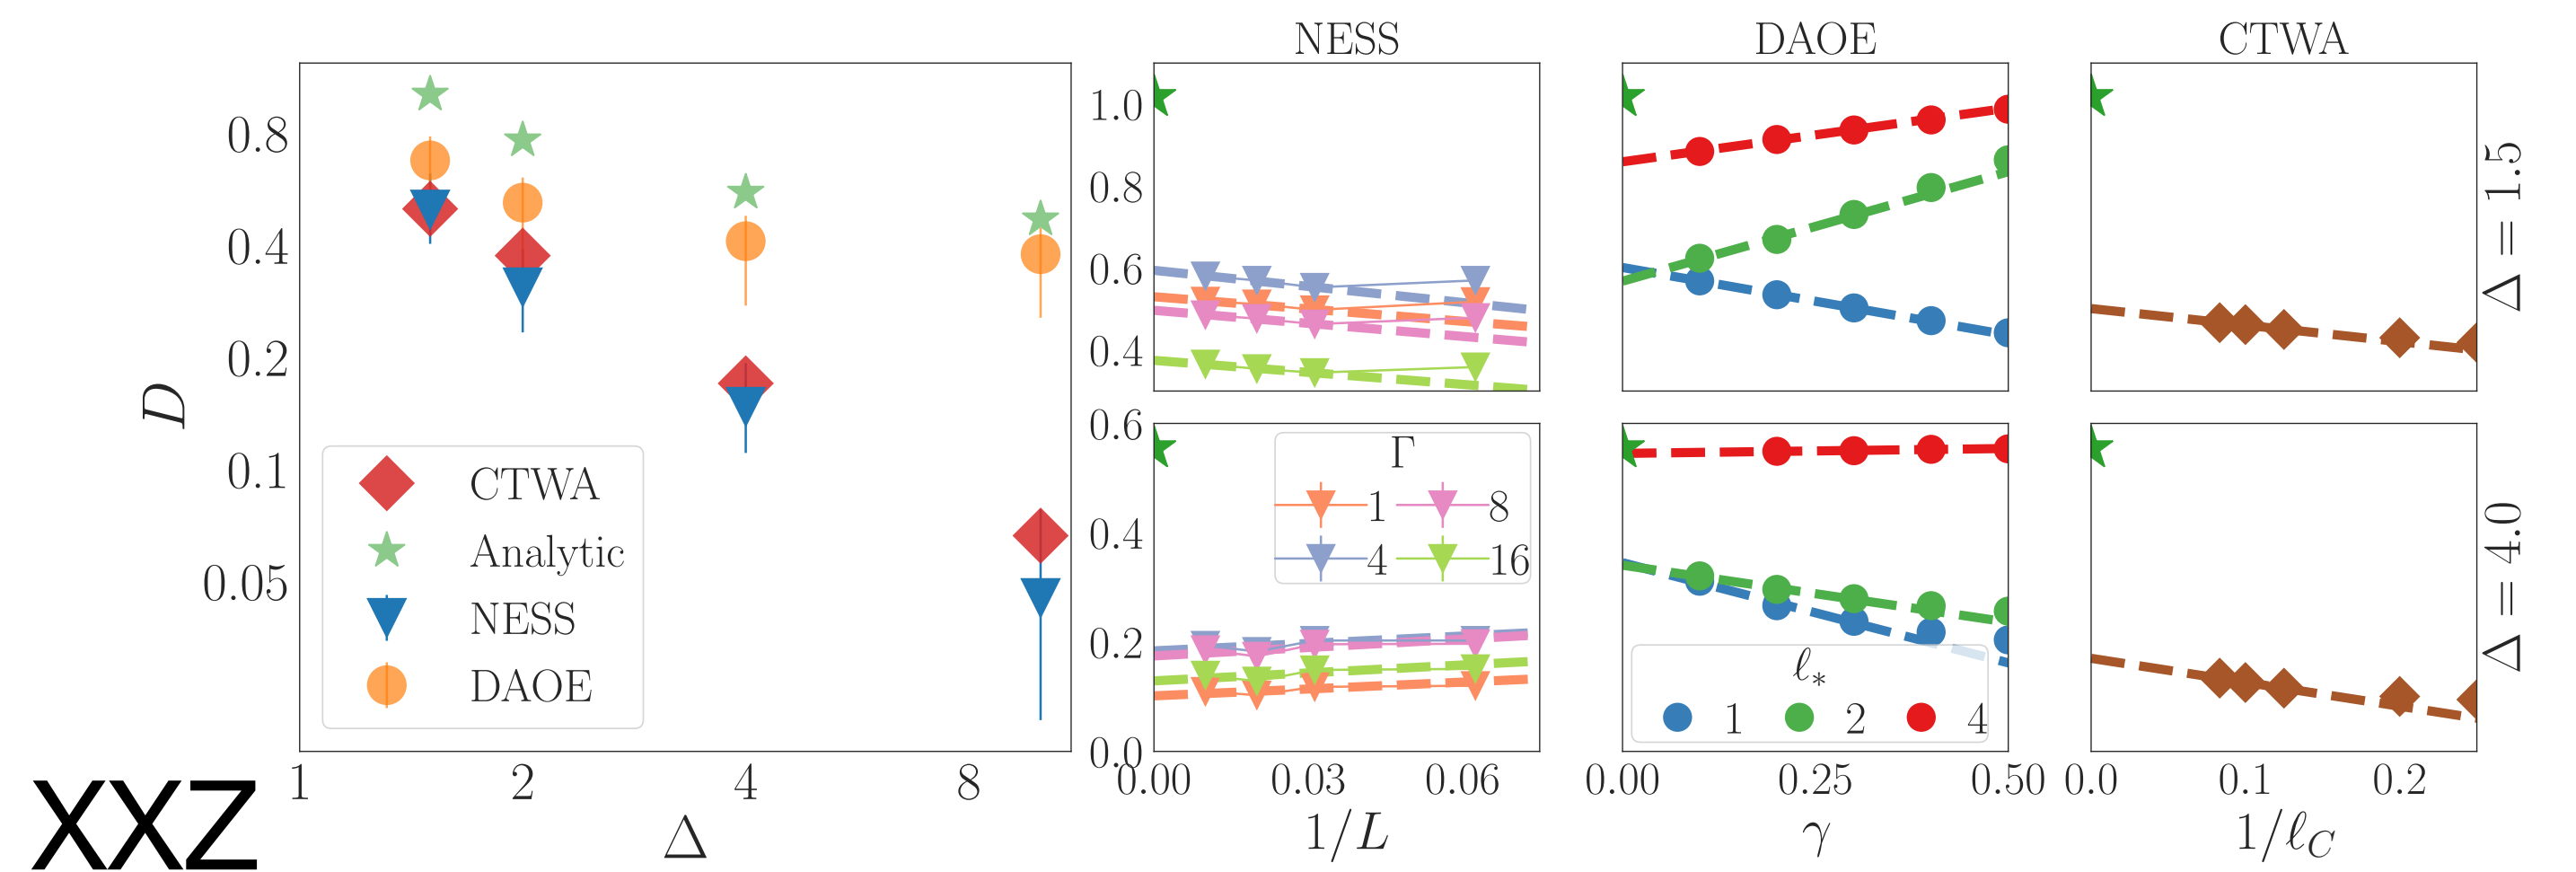 NESS DAOE CTWA
0.8
0.4
0.2
0.1
0.05
D
CTWA
Analytic
NESS
DAOE
1 2 4 8
Δ
XXZ
1.0
0.8
0.6
0.4
Δ = 1.5
0.6
0.4
0.2
0.0
Γ
1 8
4 16
ℓ*
1 2 4
Δ = 4.0
0.00 0.03 0.06
1/L
0.00 0.25 0.50
γ
0.0 0.1 0.2
1/ℓ_C